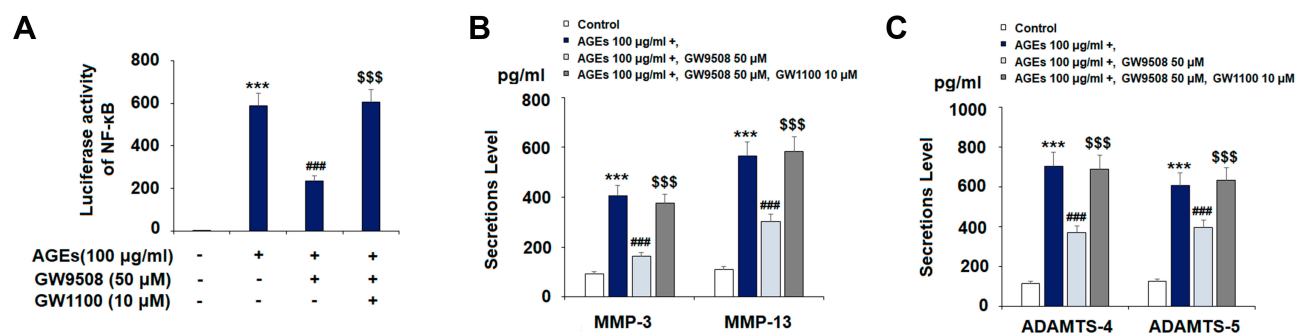 A
Luciferase activity
of NF-κB
800
600
400
200
0
***
###
$$$
AGEs(100 µg/ml) - + + +
GW9508 (50 µM) - - + +
GW1100 (10 µM) - - - +
B
Control
AGEs 100 µg/ml +,
AGEs 100 µg/ml +, GW9508 50 µM
AGEs 100 µg/ml +, GW9508 50 µM, GW1100 10 µM
pg/ml
Secretions Level
800
600
400
200
0
***
###
$$$
***
###
$$$
MMP-3 MMP-13
C
Control
AGEs 100 µg/ml +,
AGEs 100 µg/ml +, GW9508 50 µM
AGEs 100 µg/ml +, GW9508 50 µM, GW1100 10 µM
pg/ml
Secretions Level
1000
800
600
400
200
0
***
###
$$$
***
###
$$$
ADAMTS-4 ADAMTS-5